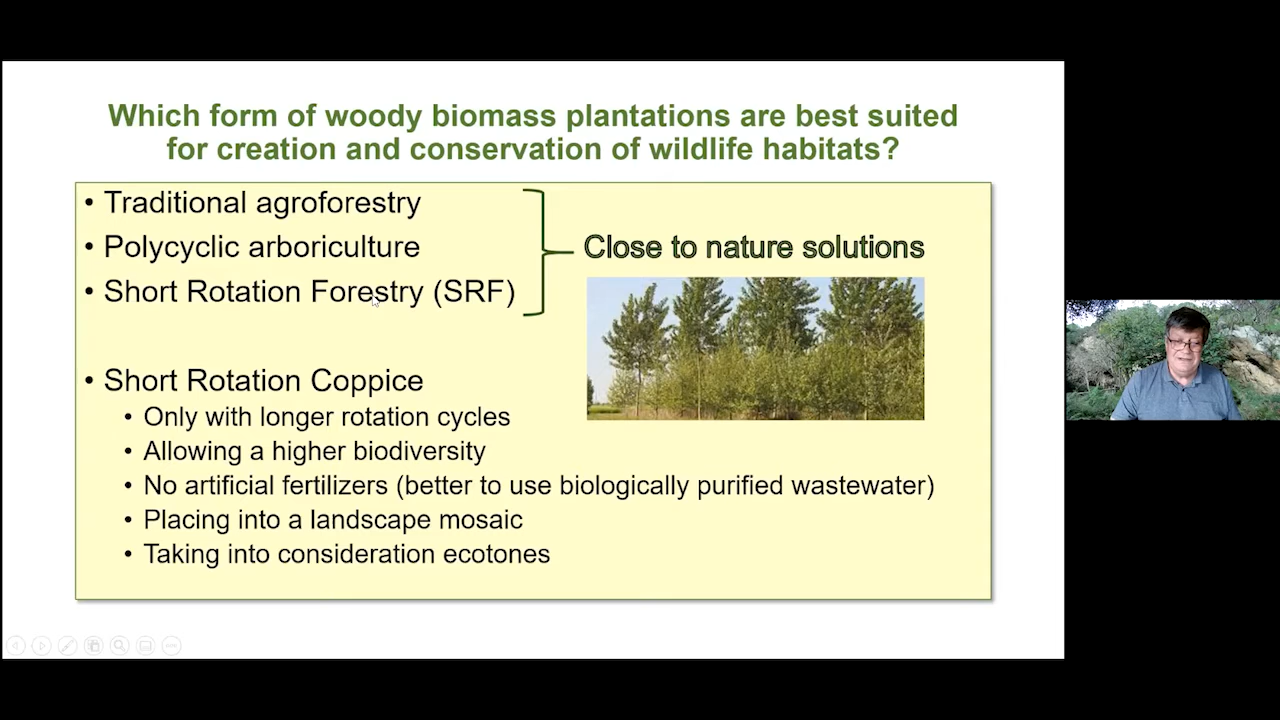 Which form of woody biomass plantations are best suited
for creation and conservation of wildlife habitats?
• Traditional agroforestry
• Polycyclic arboriculture
• Short Rotation Forestry (SRF)
Close to nature solutions
• Short Rotation Coppice
• Only with longer rotation cycles
• Allowing a higher biodiversity
• No artificial fertilizers (better to use biologically purified wastewater)
• Placing into a landscape mosaic
• Taking into consideration ecotones